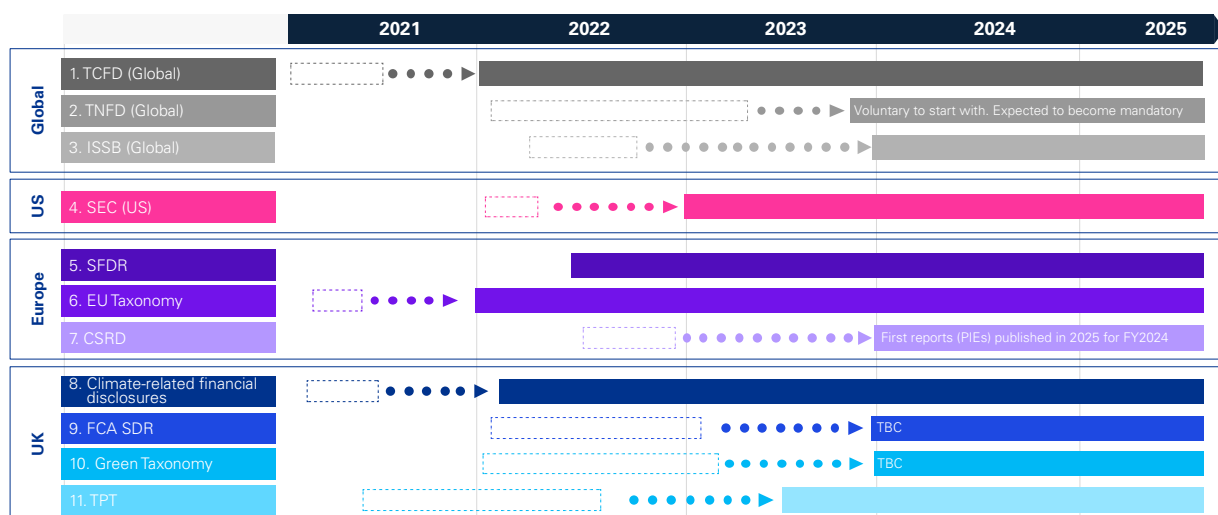 2021 2022 2023 2024 2025
Global
1. TCFD (Global)
2. TNFD (Global)
Voluntary to start with. Expected to become mandatory
3. ISSB (Global)
US
4. SEC (US)
Europe
5. SFDR
6. EU Taxonomy
7. CSRD
First reports (PIEs) published in 2025 for FY2024
UK
8. Climate-related financial
disclosures
9. FCA SDR
TBC
10. Green Taxonomy
TBC
11. TPT